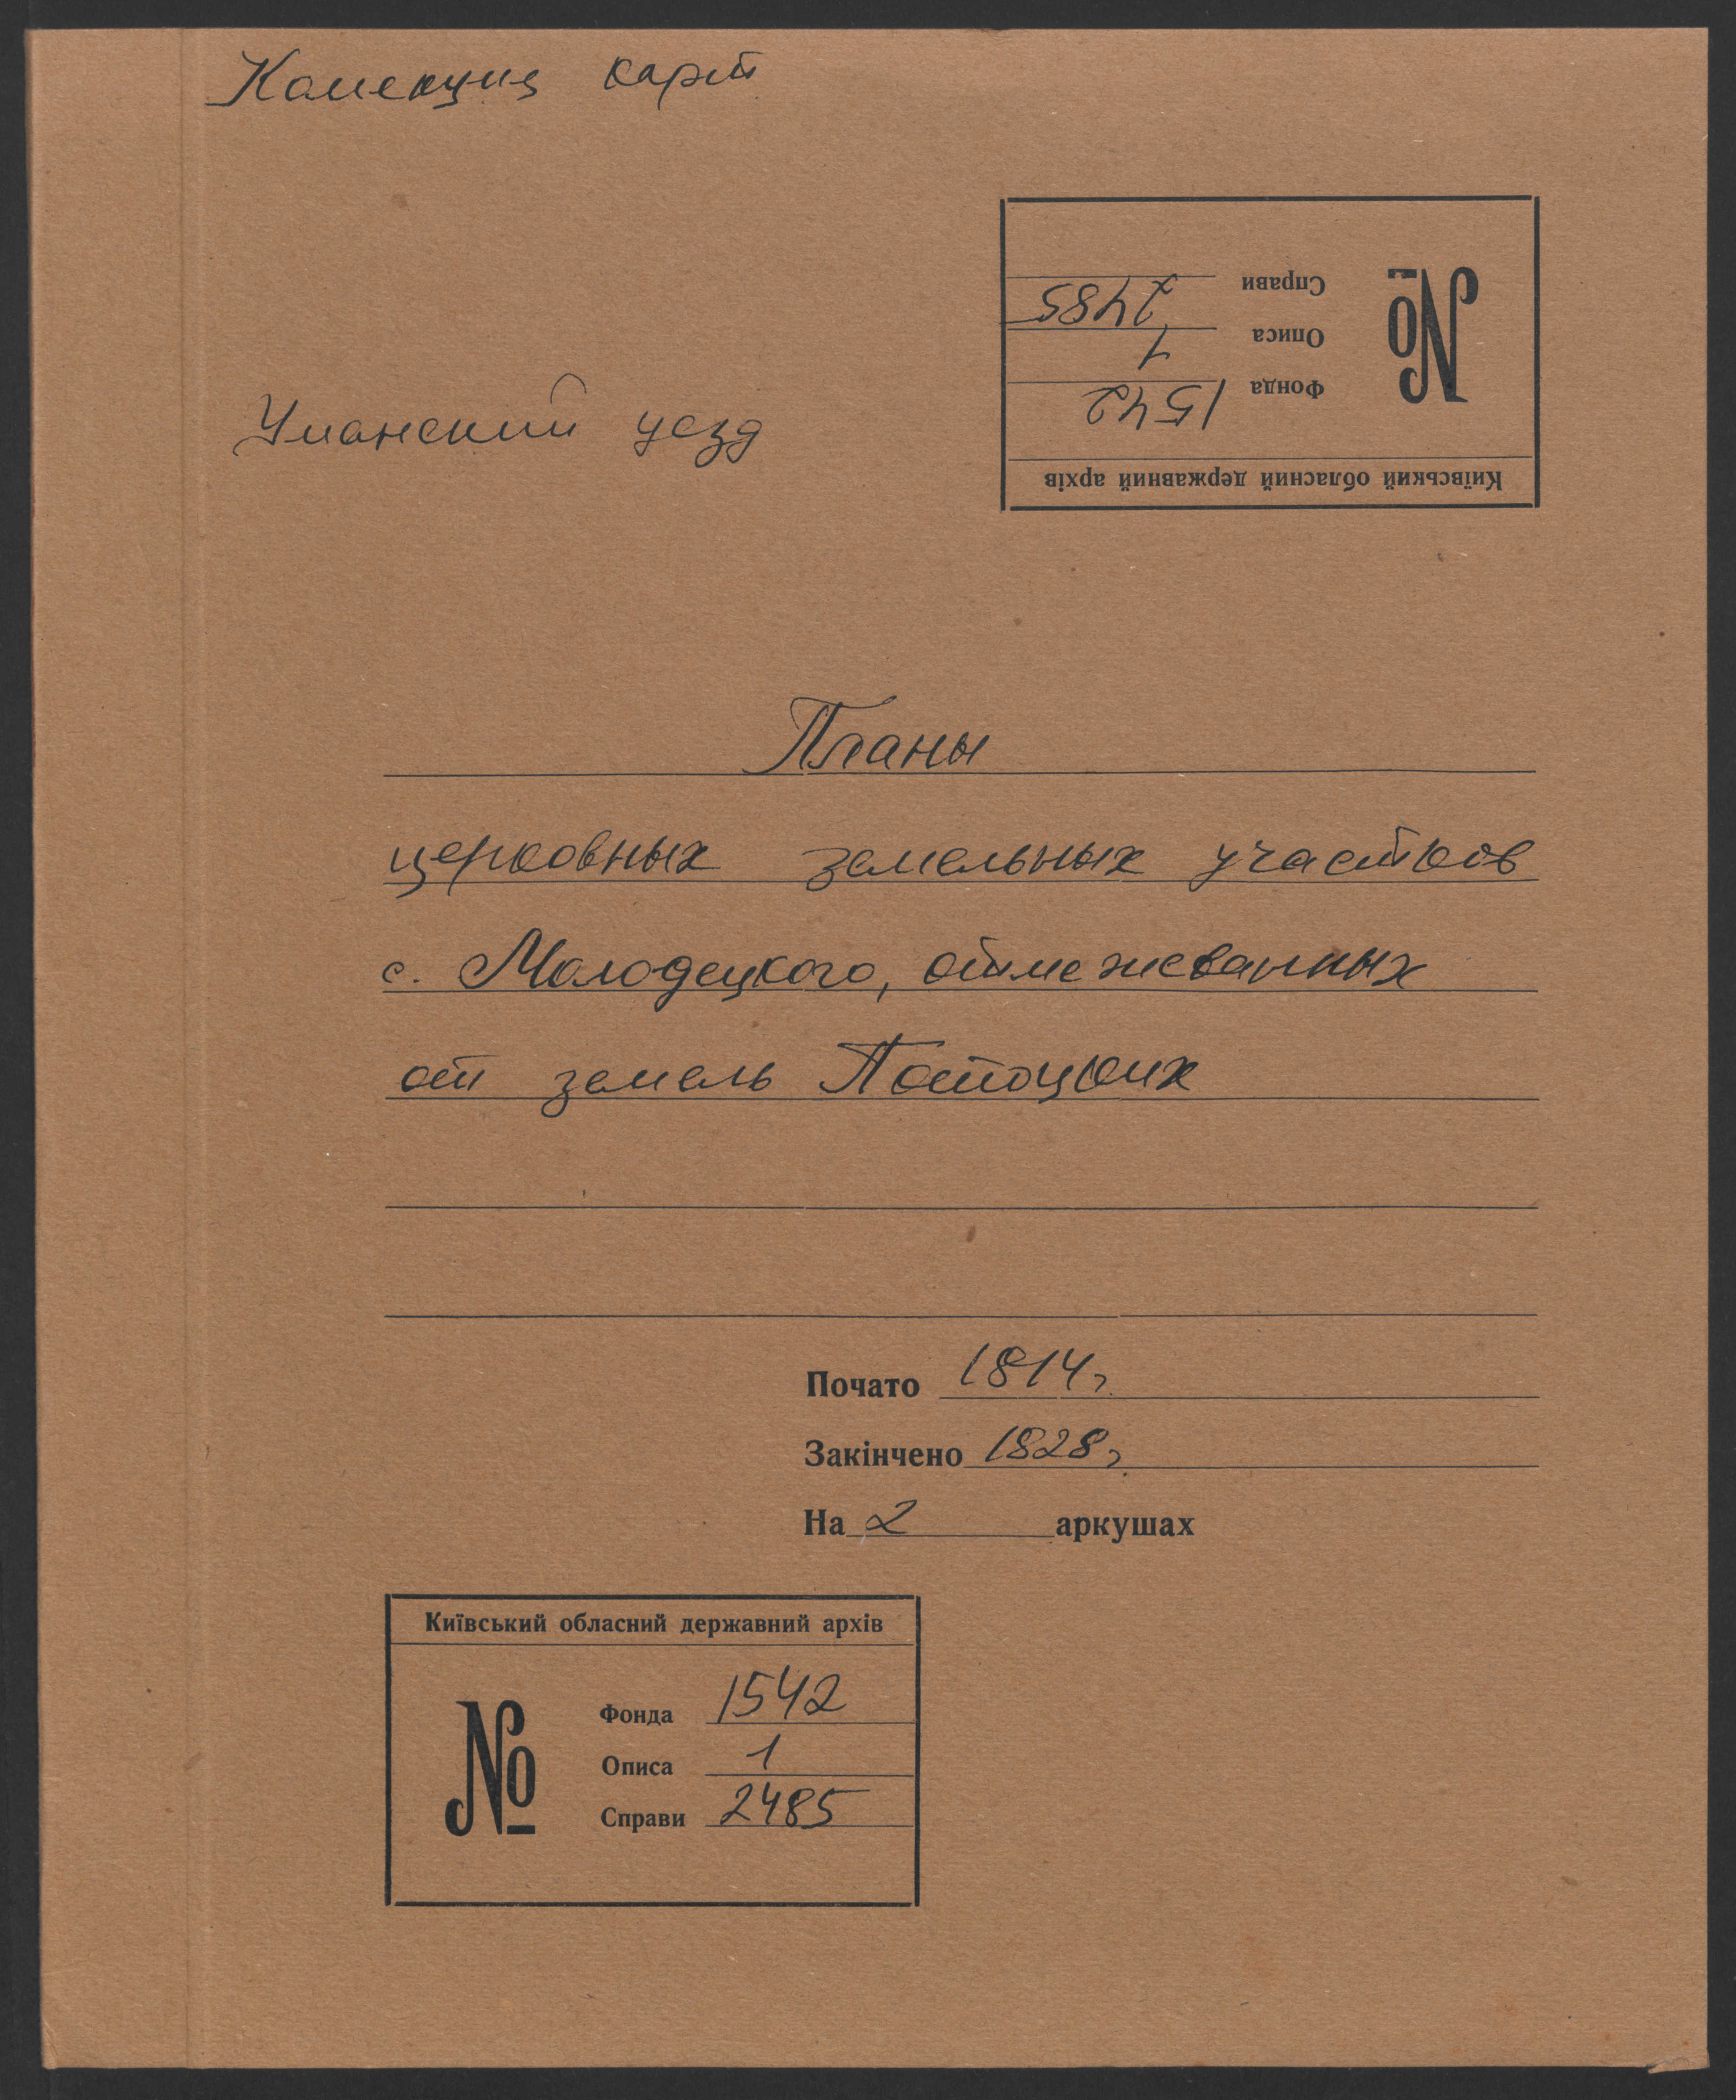 Колекция карт
Уманский уезд
Київський обласний державний архів
№
Фонда 1542
Описа 1
Справи 2485
Планы
церковных земельных участков
с. Молодецкого, отмежеванных
от земель Потоцких
Почато 1814 г.
Закінчено 1828 г.
На 2 аркушах
Київський обласний державний архів
№
Фонда 1542
Описа 1
Справи 2485